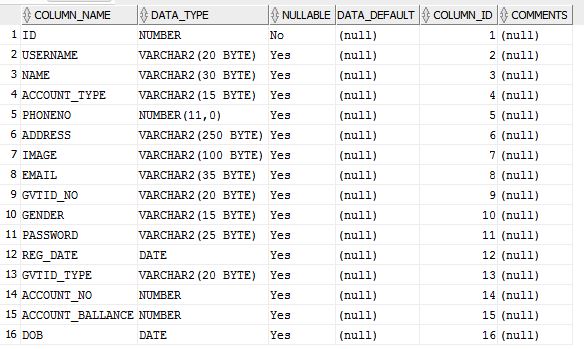 COLUMN_NAME DATA_TYPE NULLABLE DATA_DEFAULT COLUMN_ID COMMENTS
1 ID NUMBER No (null) 1 (null)
2 USERNAME VARCHAR2(20 BYTE) Yes (null) 2 (null)
3 NAME VARCHAR2(30 BYTE) Yes (null) 3 (null)
4 ACCOUNT_TYPE VARCHAR2(15 BYTE) Yes (null) 4 (null)
5 PHONENO NUMBER(11,0) Yes (null) 5 (null)
6 ADDRESS VARCHAR2(250 BYTE) Yes (null) 6 (null)
7 IMAGE VARCHAR2(100 BYTE) Yes (null) 7 (null)
8 EMAIL VARCHAR2(35 BYTE) Yes (null) 8 (null)
9 GVTID_NO VARCHAR2(20 BYTE) Yes (null) 9 (null)
10 GENDER VARCHAR2(15 BYTE) Yes (null) 10 (null)
11 PASSWORD VARCHAR2(25 BYTE) Yes (null) 11 (null)
12 REG_DATE DATE Yes (null) 12 (null)
13 GVTID_TYPE VARCHAR2(20 BYTE) Yes (null) 13 (null)
14 ACCOUNT_NO NUMBER Yes (null) 14 (null)
15 ACCOUNT_BALLANCE NUMBER Yes (null) 15 (null)
16 DOB DATE Yes (null) 16 (null)